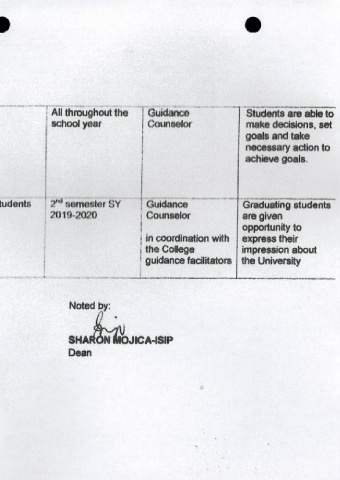 All throughout the
school year
Guidance
Counselor
Students are able to
make decisions, set
goals and take
necessary action to
achieve goals.
tudents
2nd semester SY
2019-2020
Guidance
Counselor
in coordination with
the College
guidance facilitators
Graduating students
are given
opportunity to
express their
impression about
the University
Noted by:
SHARON MOJICA-ISIP
Dean